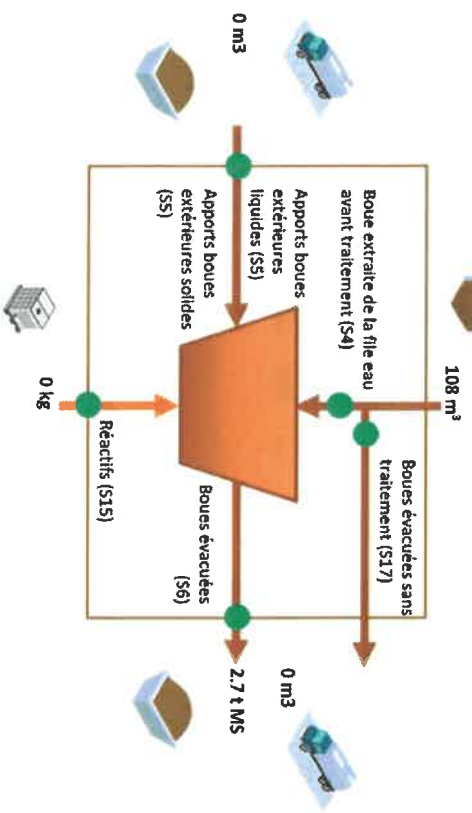 108 m³
Boue extraite de la file eau
avant traitement (S4)
Boues évacuées sans
traitement (S17)
0 m3
Apports boues
extérieures
liquides (S5)
Apports boues
extérieures solides
(S5)
0 m3
2.7 t MS
Boues évacuées
(S6)
Réactifs (S15)
0 kg